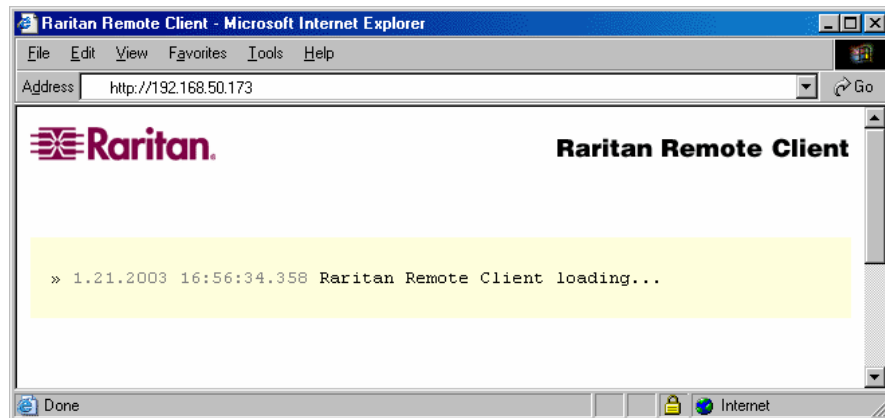 Raritan Remote Client - Microsoft Internet Explorer
File Edit View Favorites Tools Help
Address http://192.168.50.173 Go
Raritan. Raritan Remote Client
» 1.21.2003 16:56:34.358 Raritan Remote Client loading...
Done Internet